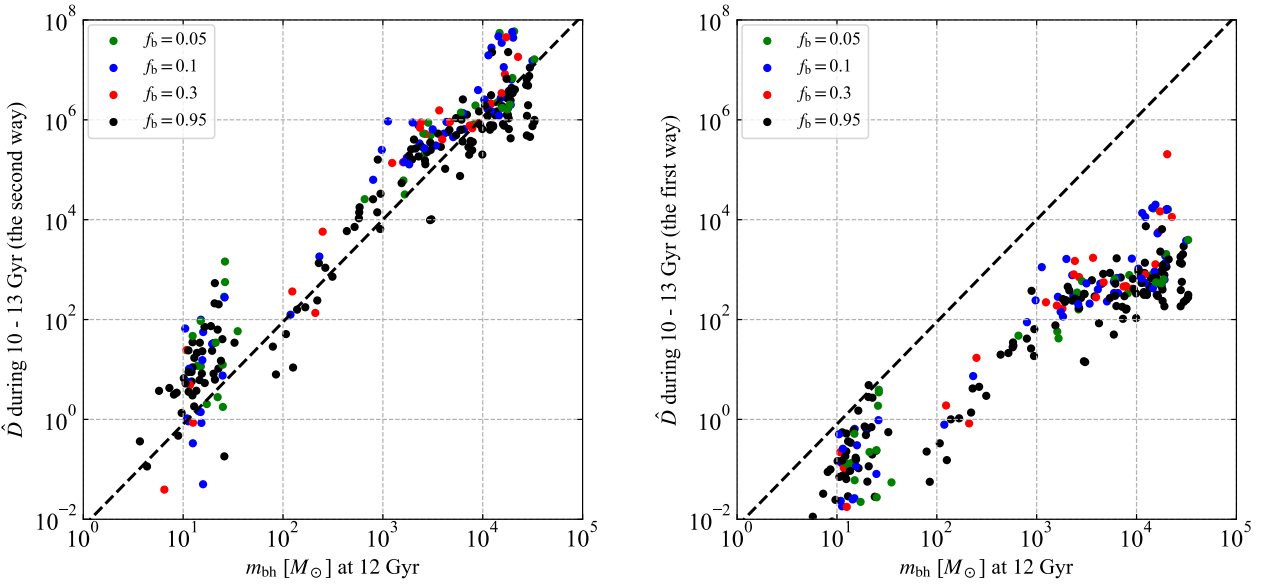 10^8
10^6
10^4
10^2
10^0
10^{-2}
D̂ during 10 - 13 Gyr (the second way)
f_b = 0.05
f_b = 0.1
f_b = 0.3
f_b = 0.95
10^0
10^1
10^2
10^3
10^4
10^5
m_bh [M_⊙] at 12 Gyr
10^8
10^6
10^4
10^2
10^0
10^{-2}
D̂ during 10 - 13 Gyr (the first way)
f_b = 0.05
f_b = 0.1
f_b = 0.3
f_b = 0.95
10^0
10^1
10^2
10^3
10^4
10^5
m_bh [M_⊙] at 12 Gyr